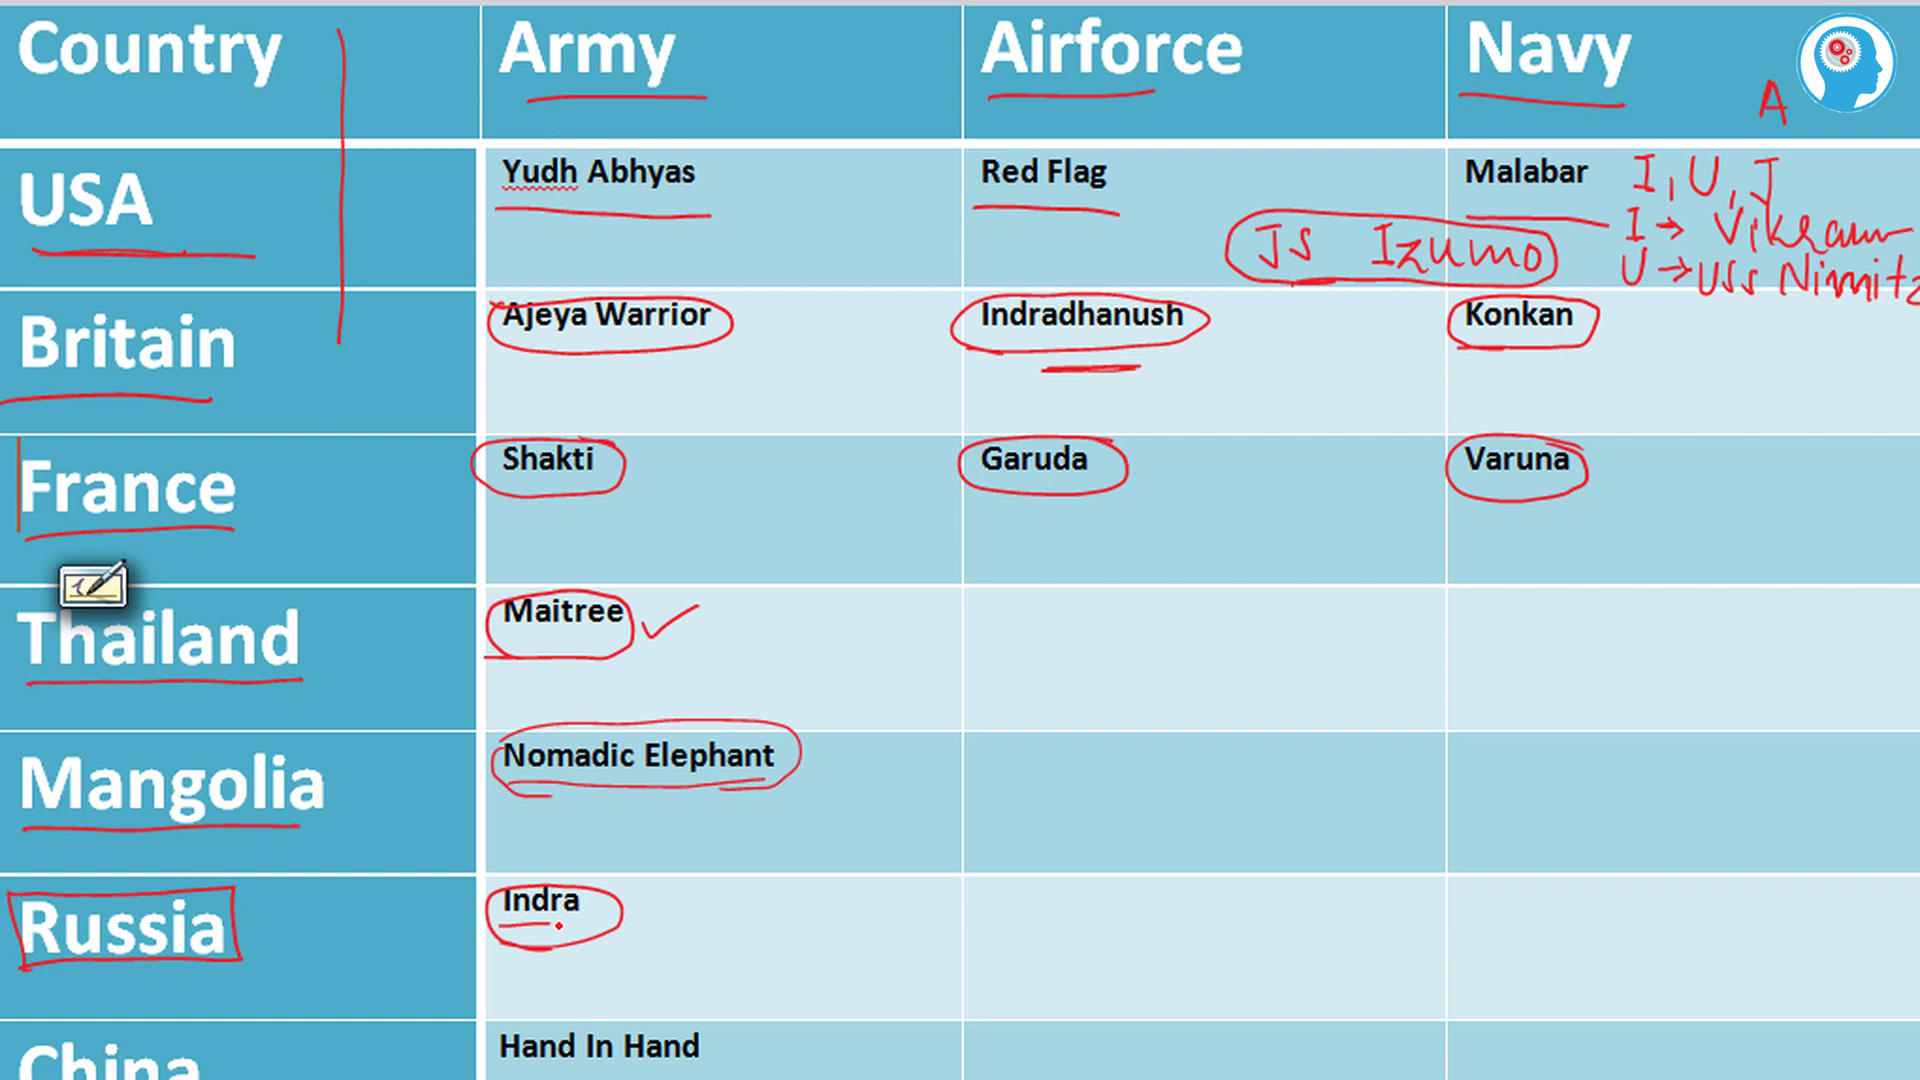 Country Army Airforce Navy
A
USA Yudh Abhyas Red Flag Malabar I, U, J
JS Izumo I → Vikram
U → USS Nimitz
Britain Ajeya Warrior Indradhanush Konkan
France Shakti Garuda Varuna
Thailand Maitree
Mangolia Nomadic Elephant
Russia Indra
China Hand In Hand